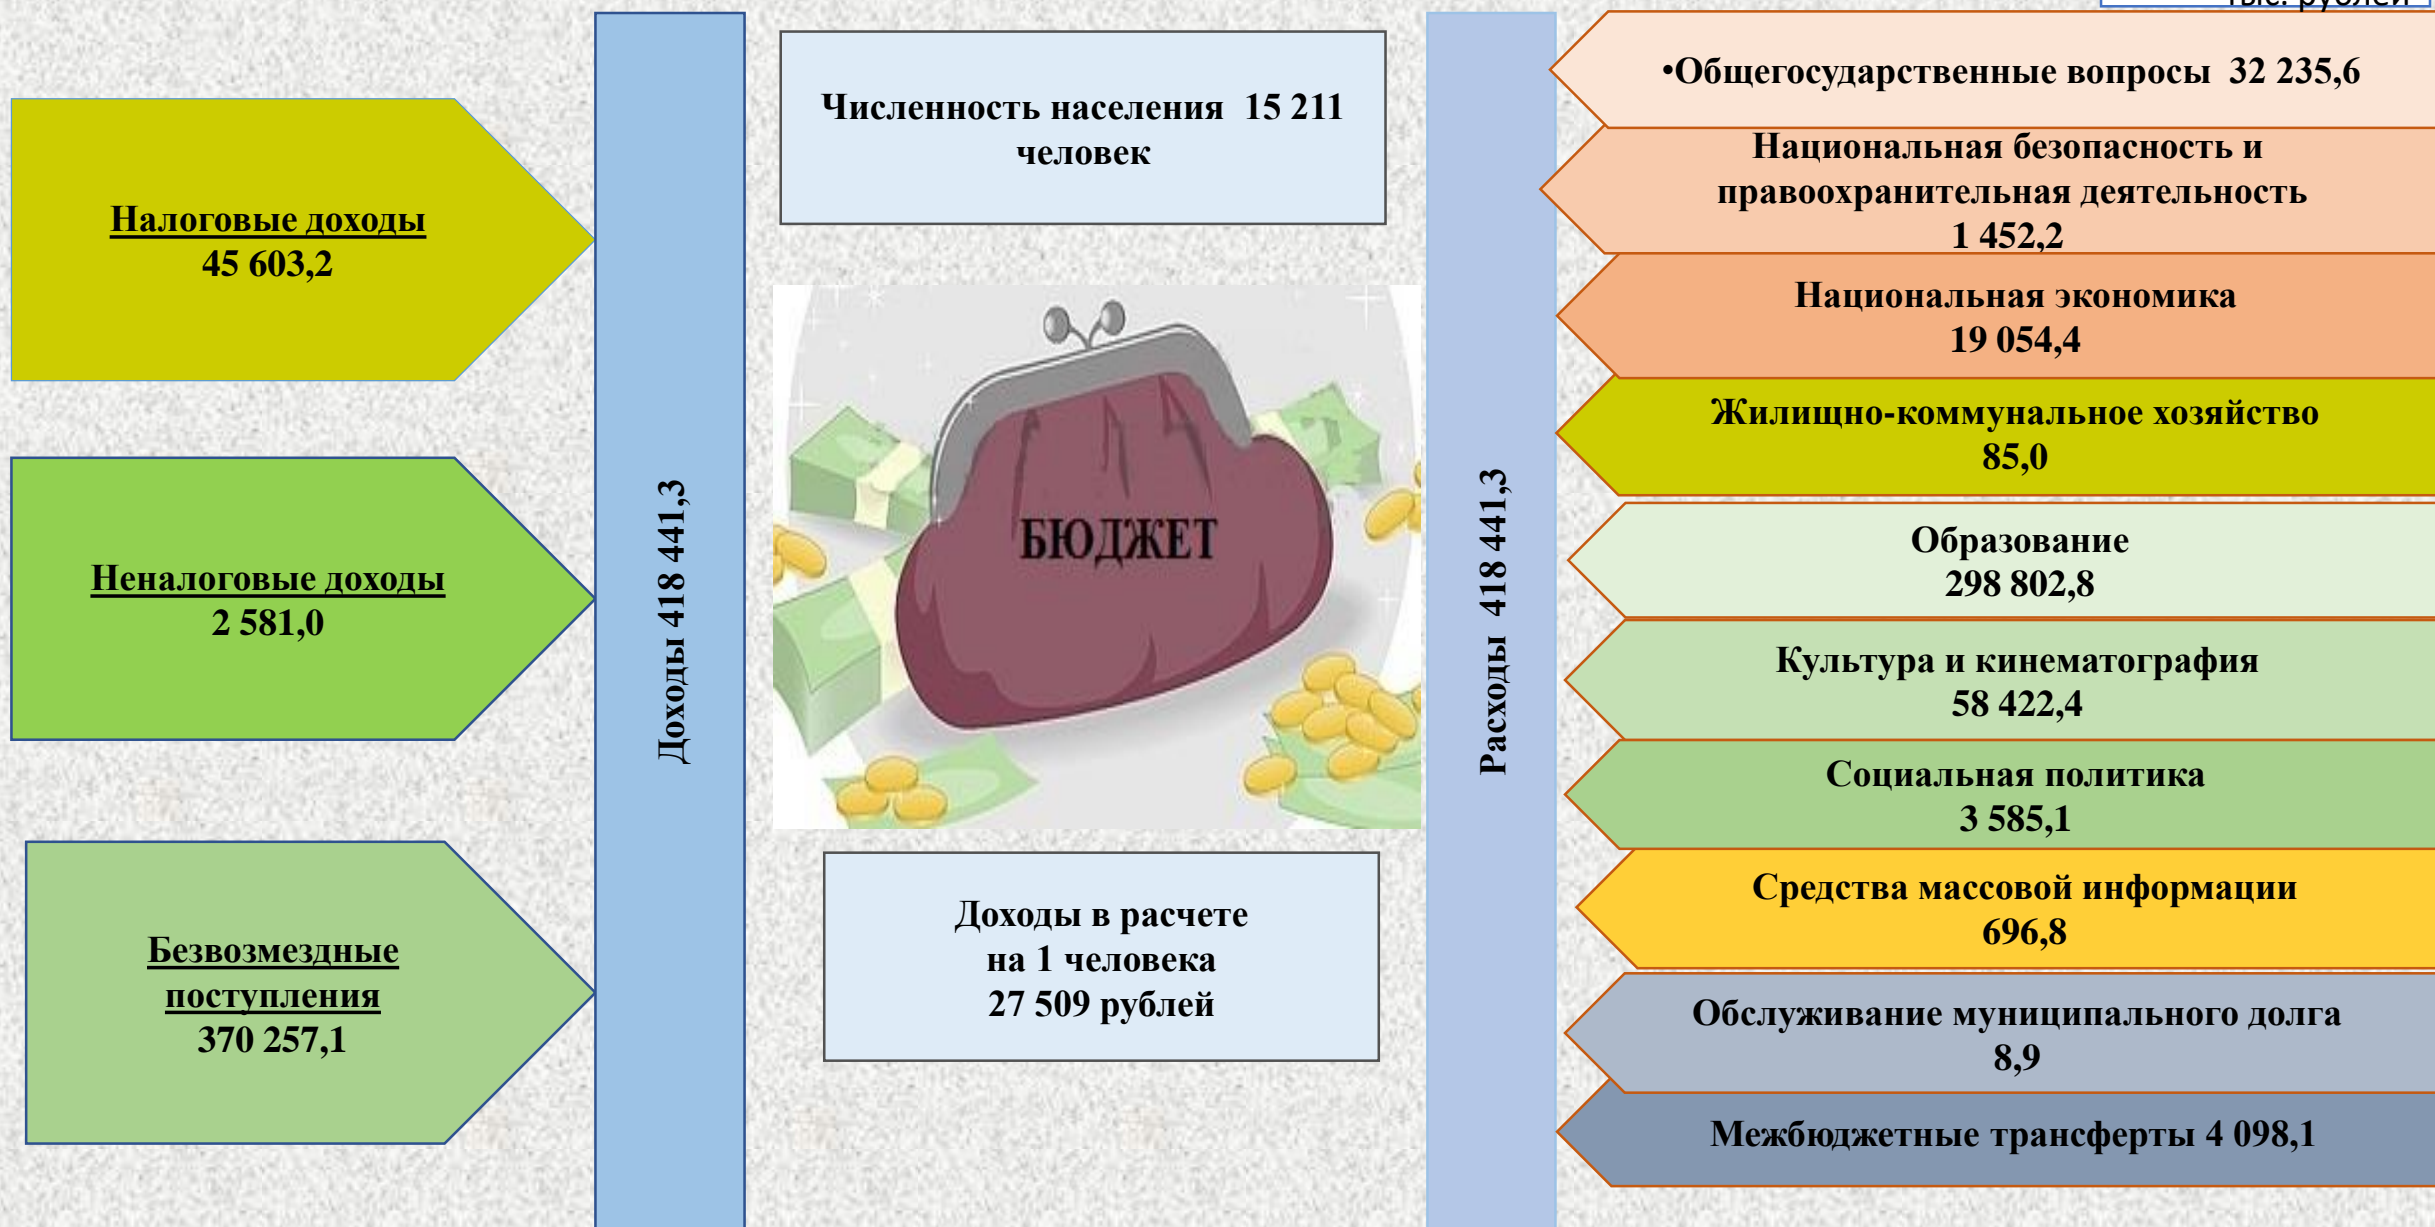 тыс. рублей
Налоговые доходы
45 603,2
Неналоговые доходы
2 581,0
Безвозмездные
поступления
370 257,1
Доходы 418 441,3
Численность населения  15 211
человек
БЮДЖЕТ
Доходы в расчете
на 1 человека
27 509 рублей
Расходы  418 441,3
•Общегосударственные вопросы  32 235,6
Национальная безопасность и
правоохранительная деятельность
1 452,2
Национальная экономика
19 054,4
Жилищно-коммунальное хозяйство
85,0
Образование
298 802,8
Культура и кинематография
58 422,4
Социальная политика
3 585,1
Средства массовой информации
696,8
Обслуживание муниципального долга
8,9
Межбюджетные трансферты 4 098,1